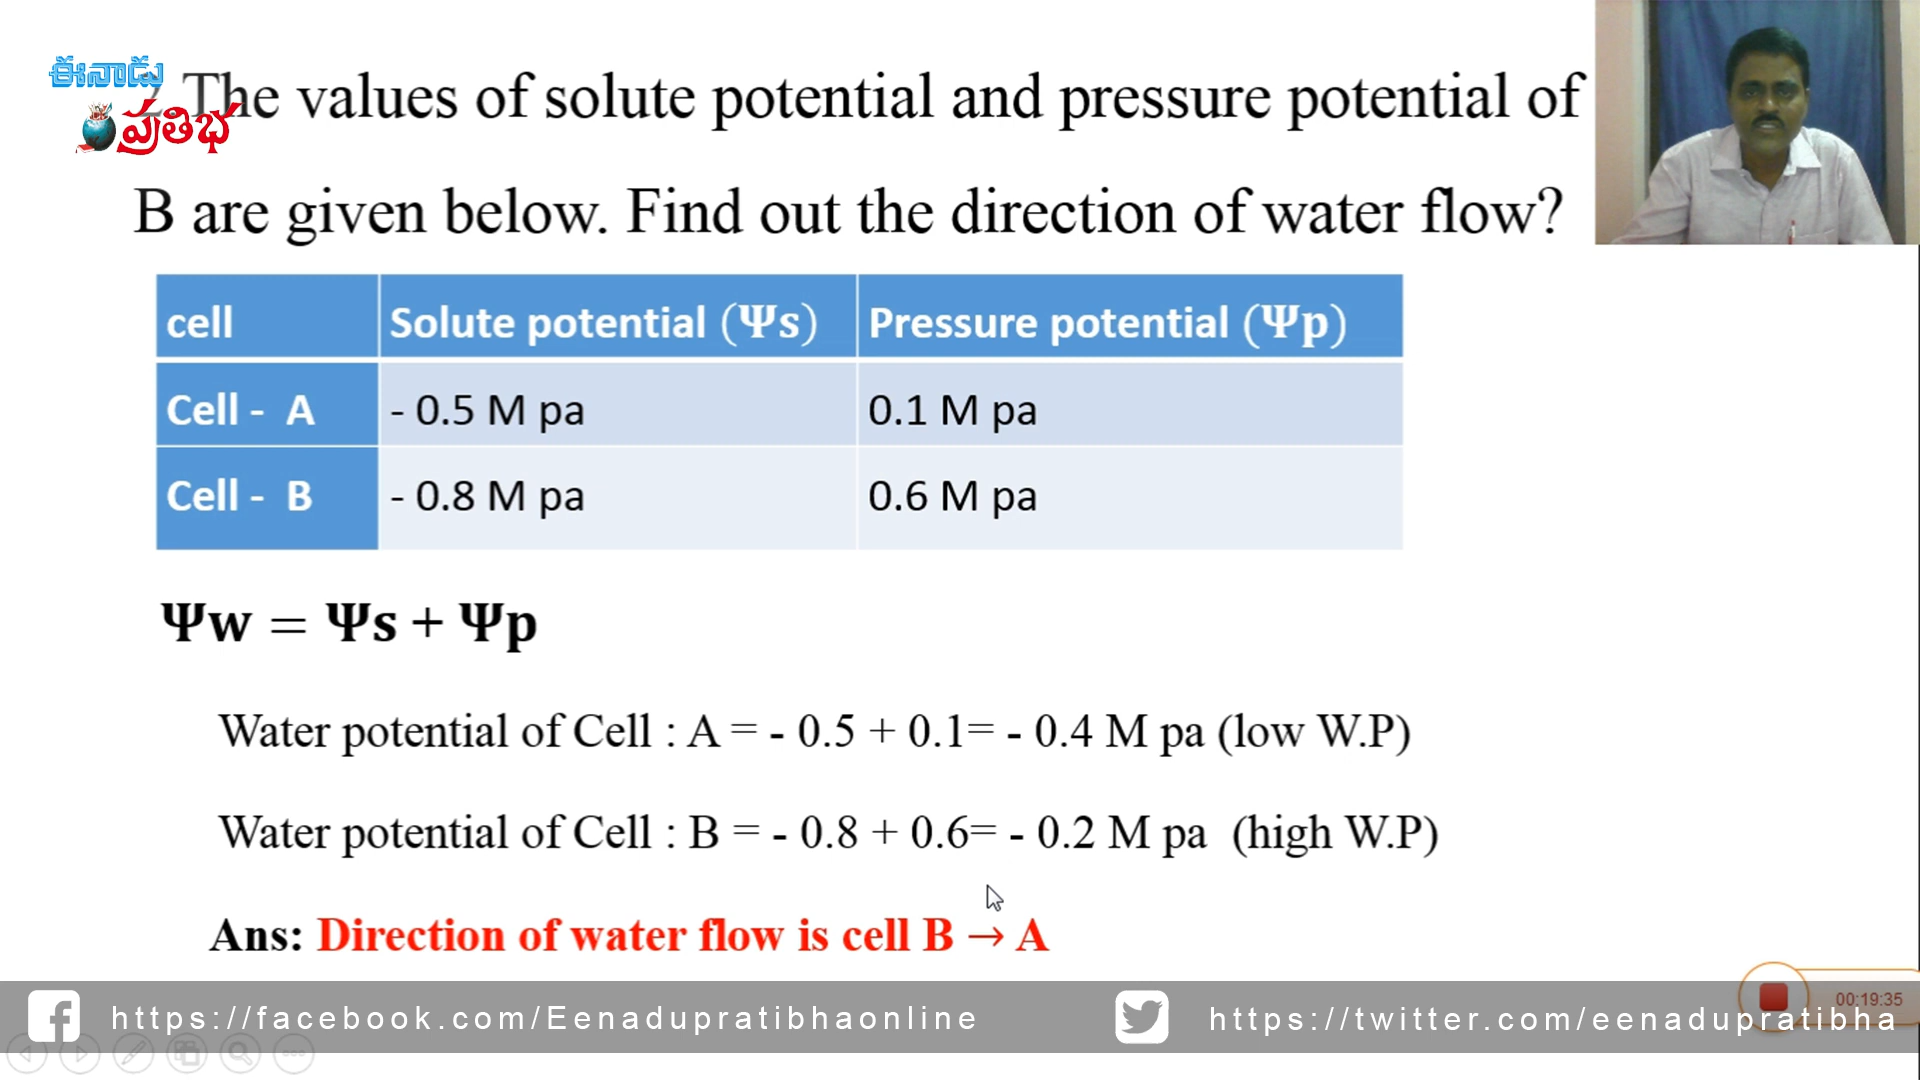 ఈనాడు
ప్రతిభ
2.The values of solute potential and pressure potential of
B are given below. Find out the direction of water flow?
cell Solute potential (Ψs) Pressure potential (Ψp)
Cell - A - 0.5 M pa 0.1 M pa
Cell - B - 0.8 M pa 0.6 M pa
Ψw = Ψs + Ψp
Water potential of Cell : A = - 0.5 + 0.1= - 0.4 M pa (low W.P)
Water potential of Cell : B = - 0.8 + 0.6= - 0.2 M pa (high W.P)
Ans: Direction of water flow is cell B → A
00:19:35
https://facebook.com/Eenadupratibhaonline
https://twitter.com/eenadupratibha